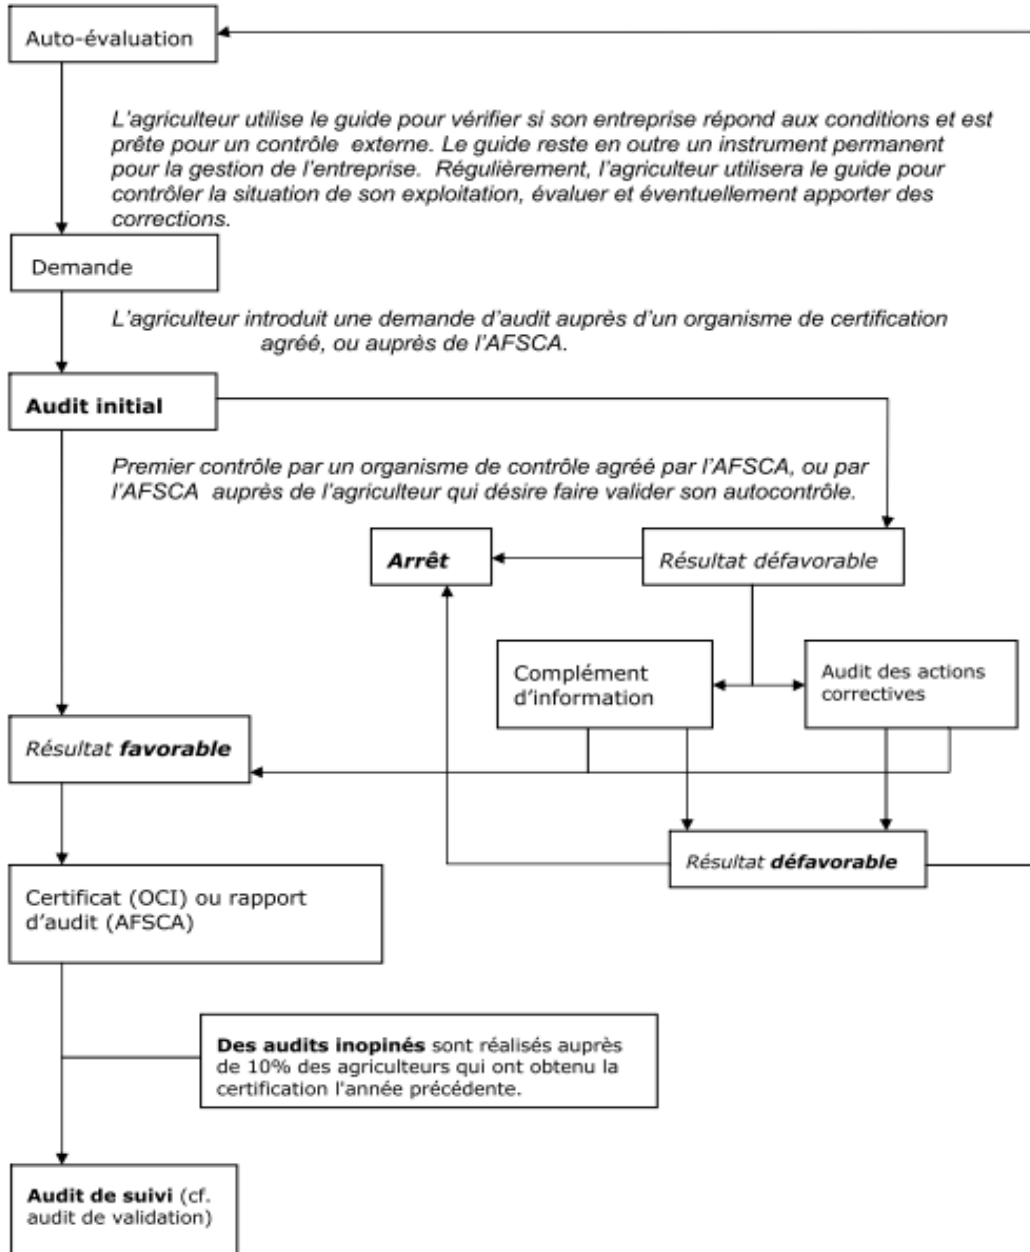 Auto-évaluation
L'agriculteur utilise le guide pour vérifier si son entreprise répond aux conditions et est
prête pour un contrôle externe. Le guide reste en outre un instrument permanent
pour la gestion de l'entreprise. Régulièrement, l'agriculteur utilisera le guide pour
contrôler la situation de son exploitation, évaluer et éventuellement apporter des
corrections.
Demande
L'agriculteur introduit une demande d'audit auprès d'un organisme de certification
agréé, ou auprès de l'AFSCA.
Audit initial
Premier contrôle par un organisme de contrôle agréé par l'AFSCA, ou par
l'AFSCA auprès de l'agriculteur qui désire faire valider son autocontrôle.
Arrêt
Résultat défavorable
Complément
d'information
Audit des actions
correctives
Résultat favorable
Résultat défavorable
Certificat (OCI) ou rapport
d'audit (AFSCA)
Des audits inopinés sont réalisés auprès
de 10% des agriculteurs qui ont obtenu la
certification l'année précédente.
Audit de suivi (cf.
audit de validation)